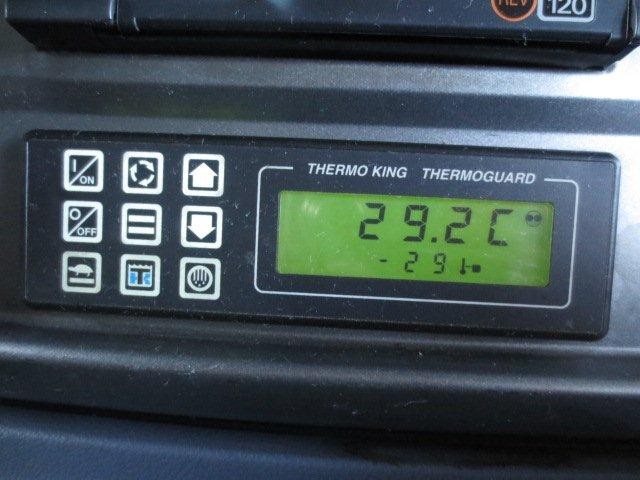 REV 120
I/ON
O/OFF
THERMO KING THERMOGUARD
29.2C
-29